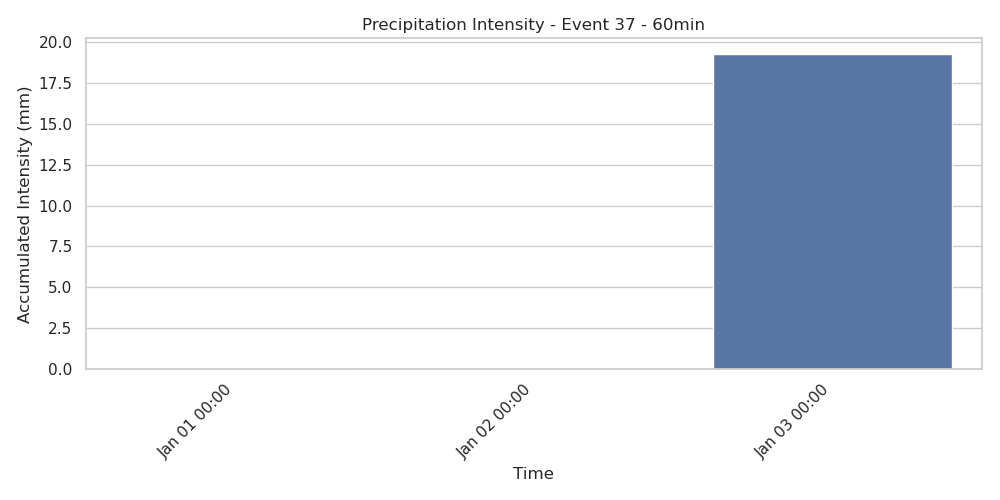 Precipitation Intensity - Event 37 - 60min
Accumulated Intensity (mm)
20.0
17.5
15.0
12.5
10.0
7.5
5.0
2.5
0.0
Jan 01 00:00
Jan 02 00:00
Jan 03 00:00
Time